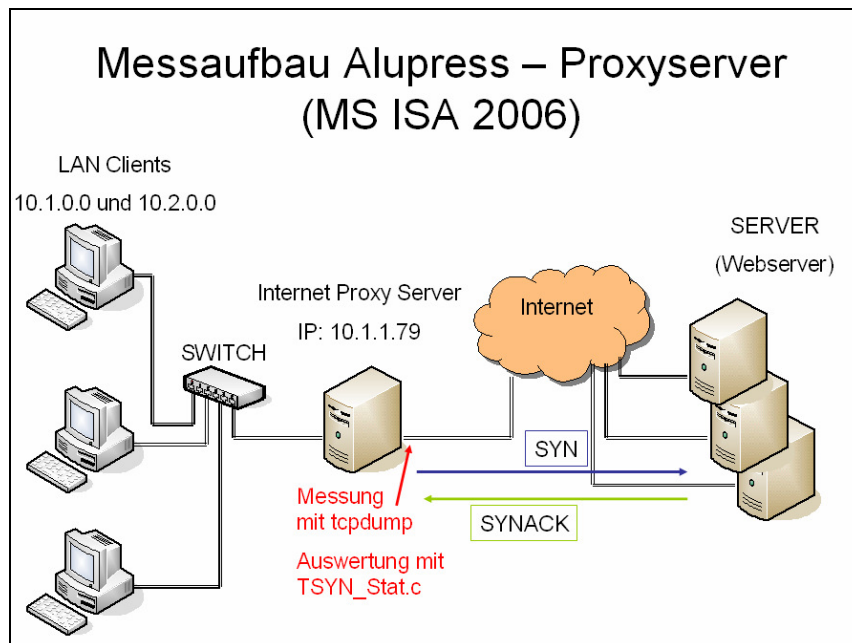 Messaufbau Alupress – Proxyserver
(MS ISA 2006)
LAN Clients
10.1.0.0 und 10.2.0.0
SERVER
(Webserver)
Internet Proxy Server
IP: 10.1.1.79
Internet
SWITCH
SYN
SYNACK
Messung
mit tcpdump
Auswertung mit
TSYN_Stat.c